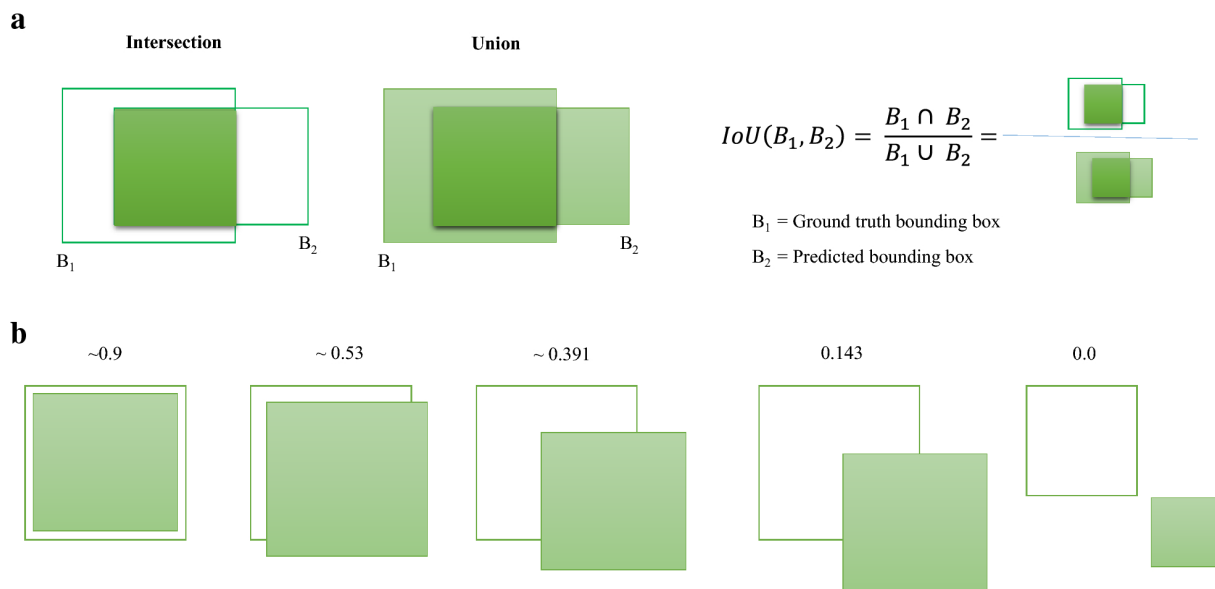 a
Intersection
Union
B1
B2
B1
B2
IoU(B1, B2) = B1 ∩ B2 / B1 ∪ B2 =
B1 = Ground truth bounding box
B2 = Predicted bounding box
b
~0.9
~ 0.53
~ 0.391
0.143
0.0